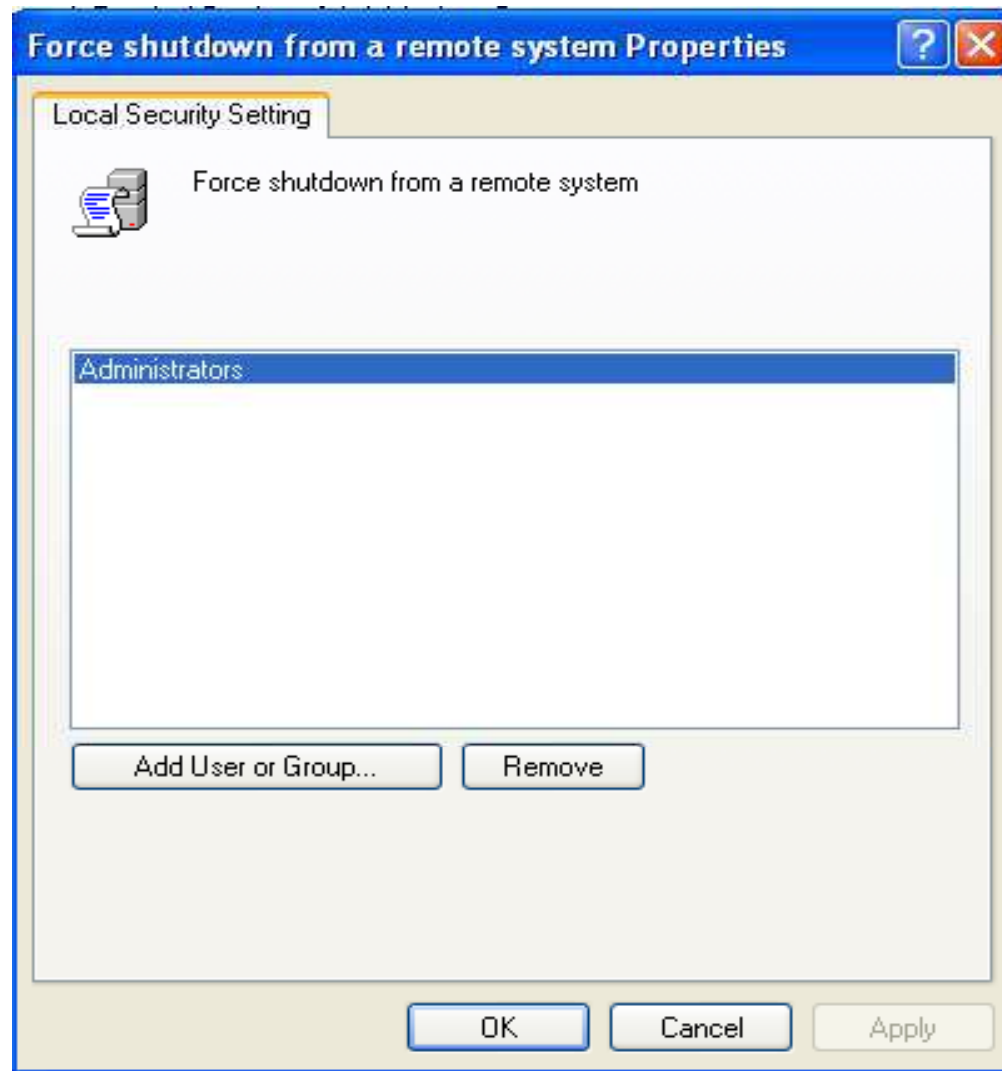 Force shutdown from a remote system Properties
Local Security Setting
Force shutdown from a remote system
Administrators
Add User or Group...
Remove
OK
Cancel
Apply